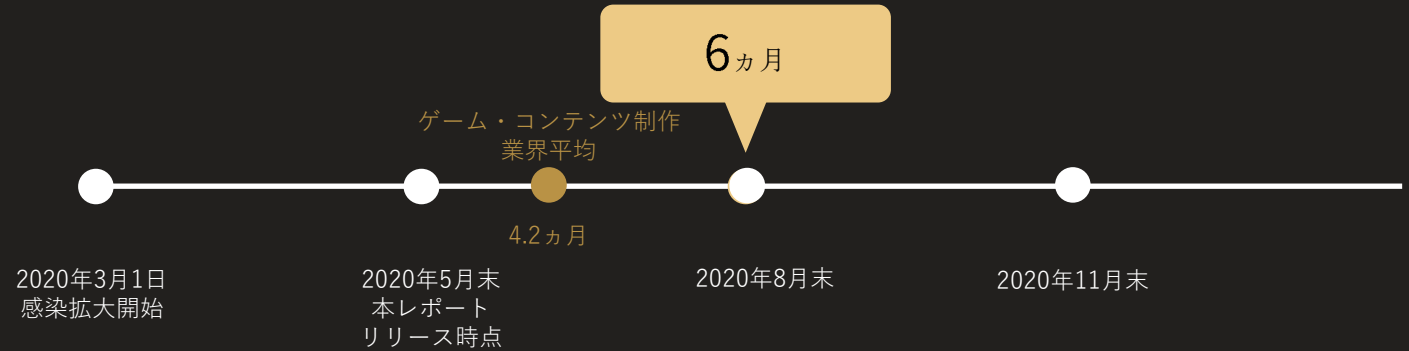 6ヵ月
ゲーム・コンテンツ制作
業界平均
4.2ヵ月
2020年3月1日
感染拡大開始
2020年5月末
本レポート
リリース時点
2020年8月末
2020年11月末